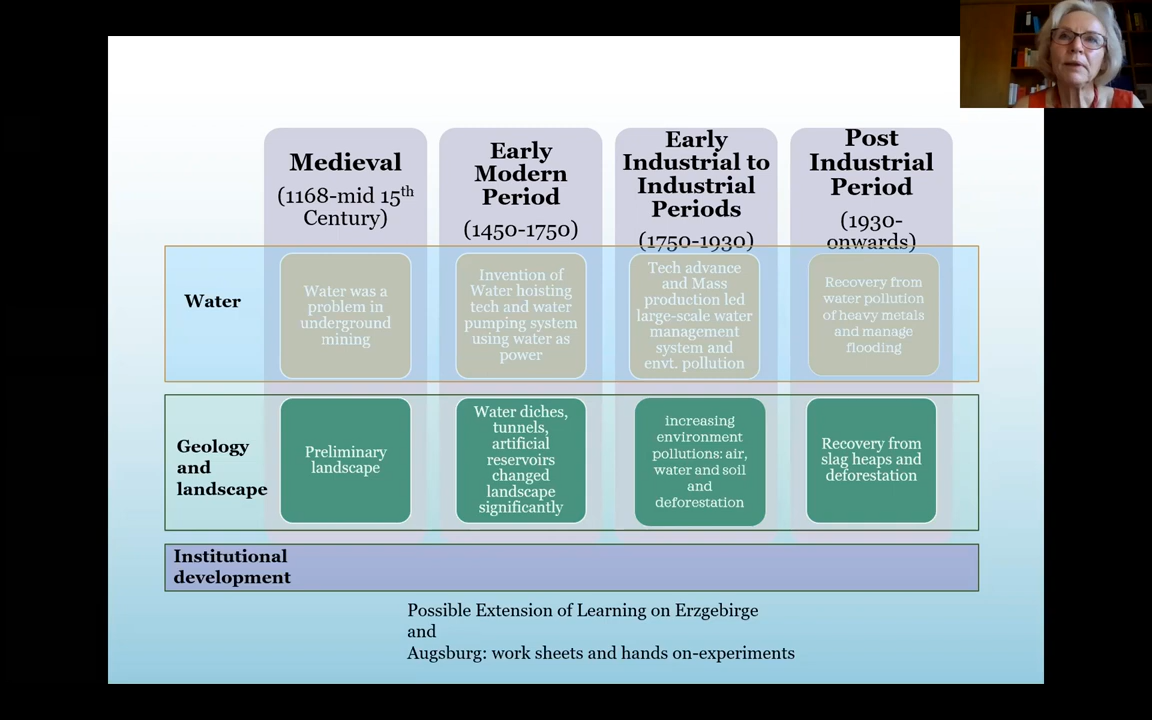 Medieval
(1168-mid 15th
Century)
Early
Modern
Period
(1450-1750)
Early
Industrial to
Industrial
Periods
(1750-1930)
Post
Industrial
Period
(1930-
onwards)
Water
Water was a
problem in
underground
mining
Invention of
Water hoisting
tech and water
pumping system
using water as
power
Tech advance
and Mass
production led
large-scale water
management
system and
envt. pollution
Recovery from
water pollution
of heavy metals
and manage
flooding
Geology
and
landscape
Preliminary
landscape
Water diches,
tunnels,
artificial
reservoirs
changed
landscape
significantly
increasing
environment
pollutions: air,
water and soil
and
deforestation
Recovery from
slag heaps and
deforestation
Institutional
development
Possible Extension of Learning on Erzgebirge
and
Augsburg: work sheets and hands on-experiments